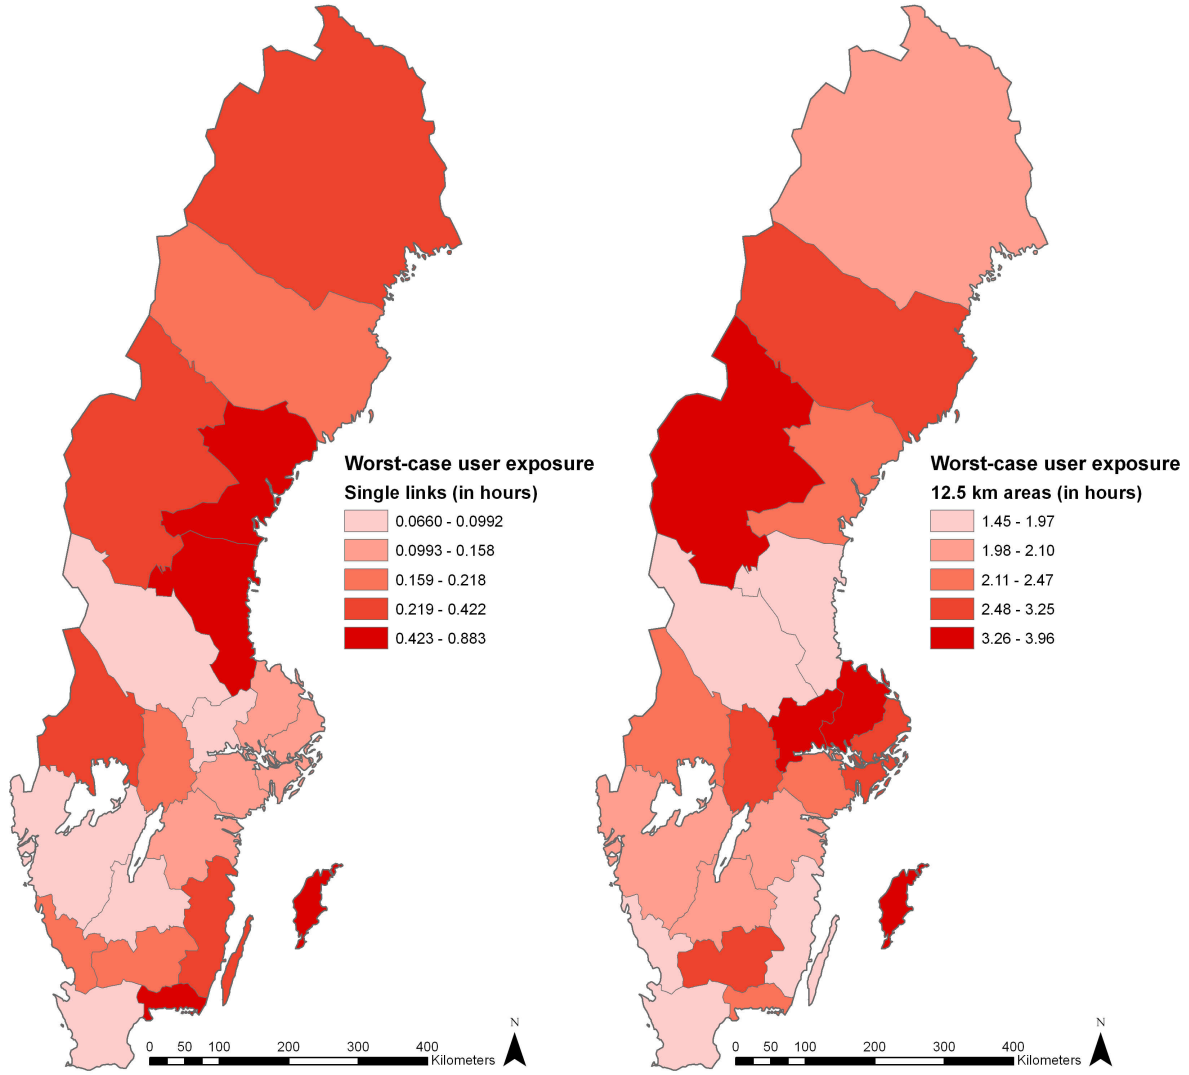 Worst-case user exposure
Single links (in hours)
0.0660 - 0.0992
0.0993 - 0.158
0.159 - 0.218
0.219 - 0.422
0.423 - 0.883
N
0 50 100 200 300 400
Kilometers
Worst-case user exposure
12.5 km areas (in hours)
1.45 - 1.97
1.98 - 2.10
2.11 - 2.47
2.48 - 3.25
3.26 - 3.96
N
0 50 100 200 300 400
Kilometers